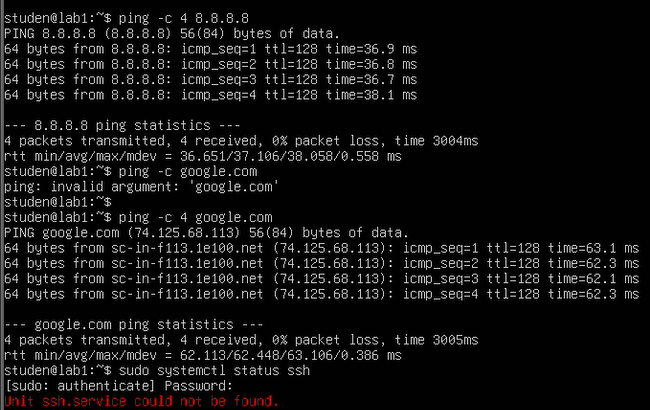 studen@lab1:~$ ping -c 4 8.8.8.8
PING 8.8.8.8 (8.8.8.8) 56(84) bytes of data.
64 bytes from 8.8.8.8: icmp_seq=1 ttl=128 time=36.9 ms
64 bytes from 8.8.8.8: icmp_seq=2 ttl=128 time=36.8 ms
64 bytes from 8.8.8.8: icmp_seq=3 ttl=128 time=36.7 ms
64 bytes from 8.8.8.8: icmp_seq=4 ttl=128 time=38.1 ms

--- 8.8.8.8 ping statistics ---
4 packets transmitted, 4 received, 0% packet loss, time 3004ms
rtt min/avg/max/mdev = 36.651/37.106/38.058/0.558 ms
studen@lab1:~$ ping -c google.com
ping: invalid argument: 'google.com'
studen@lab1:~$
studen@lab1:~$ ping -c 4 google.com
PING google.com (74.125.68.113) 56(84) bytes of data.
64 bytes from sc-in-f113.1e100.net (74.125.68.113): icmp_seq=1 ttl=128 time=63.1 ms
64 bytes from sc-in-f113.1e100.net (74.125.68.113): icmp_seq=2 ttl=128 time=62.3 ms
64 bytes from sc-in-f113.1e100.net (74.125.68.113): icmp_seq=3 ttl=128 time=62.1 ms
64 bytes from sc-in-f113.1e100.net (74.125.68.113): icmp_seq=4 ttl=128 time=62.3 ms

--- google.com ping statistics ---
4 packets transmitted, 4 received, 0% packet loss, time 3005ms
rtt min/avg/max/mdev = 62.113/62.448/63.106/0.386 ms
studen@lab1:~$ sudo systemctl status ssh
[sudo: authenticate] Password:
Unit ssh.service could not be found.